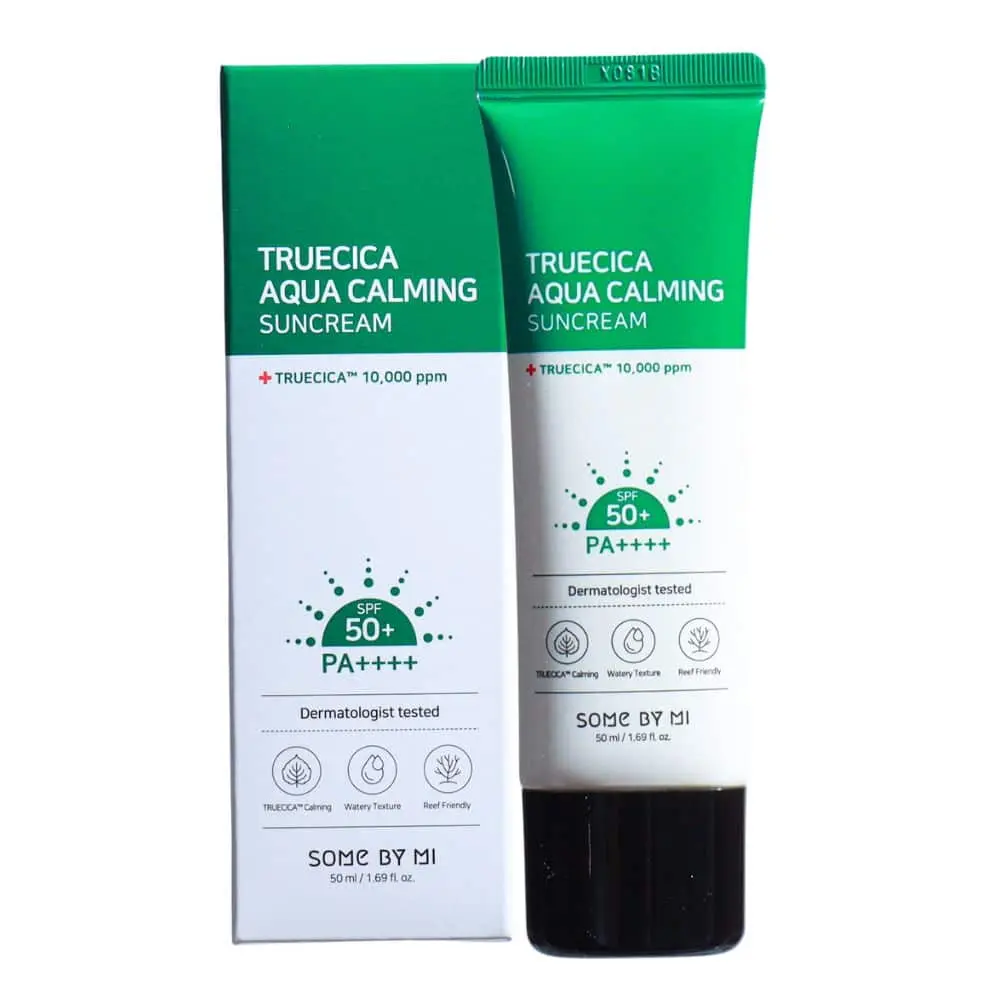 TRUECICA
AQUA CALMING
SUNCREAM
+ TRUECICA™ 10,000 ppm
SPF
50+
PA++++
Dermatologist tested
TRUECICA™ Calming
Watery Texture
Reef Friendly
SOME BY MI
50 ml / 1.69 fl. oz.
X081B
TRUECICA
AQUA CALMING
SUNCREAM
+ TRUECICA™ 10,000 ppm
SPF
50+
PA++++
Dermatologist tested
TRUECICA™ Calming
Watery Texture
Reef Friendly
SOME BY MI
50 ml / 1.69 fl. oz.